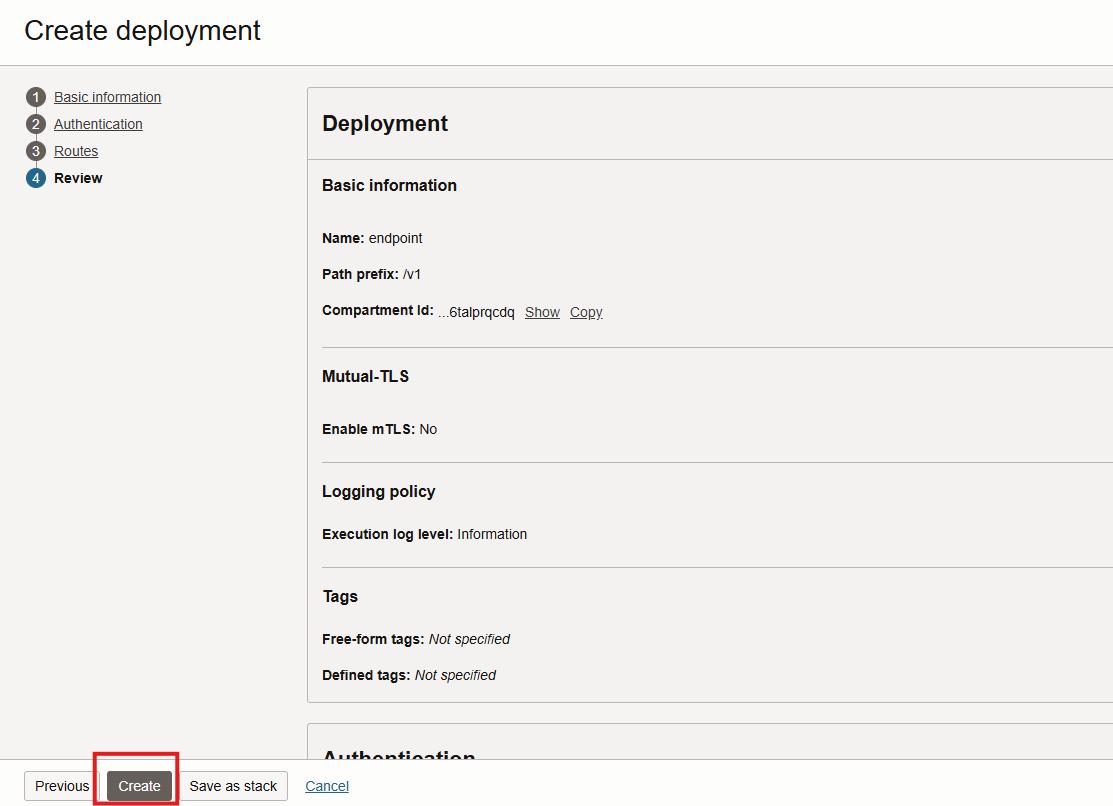 Create deployment
1 Basic information
2 Authentication
3 Routes
4 Review
Deployment
Basic information
Name: endpoint
Path prefix: /v1
Compartment Id: ...6talprqcdq Show Copy
Mutual-TLS
Enable mTLS: No
Logging policy
Execution log level: Information
Tags
Free-form tags: Not specified
Defined tags: Not specified
Authentication
Previous Create Save as stack Cancel